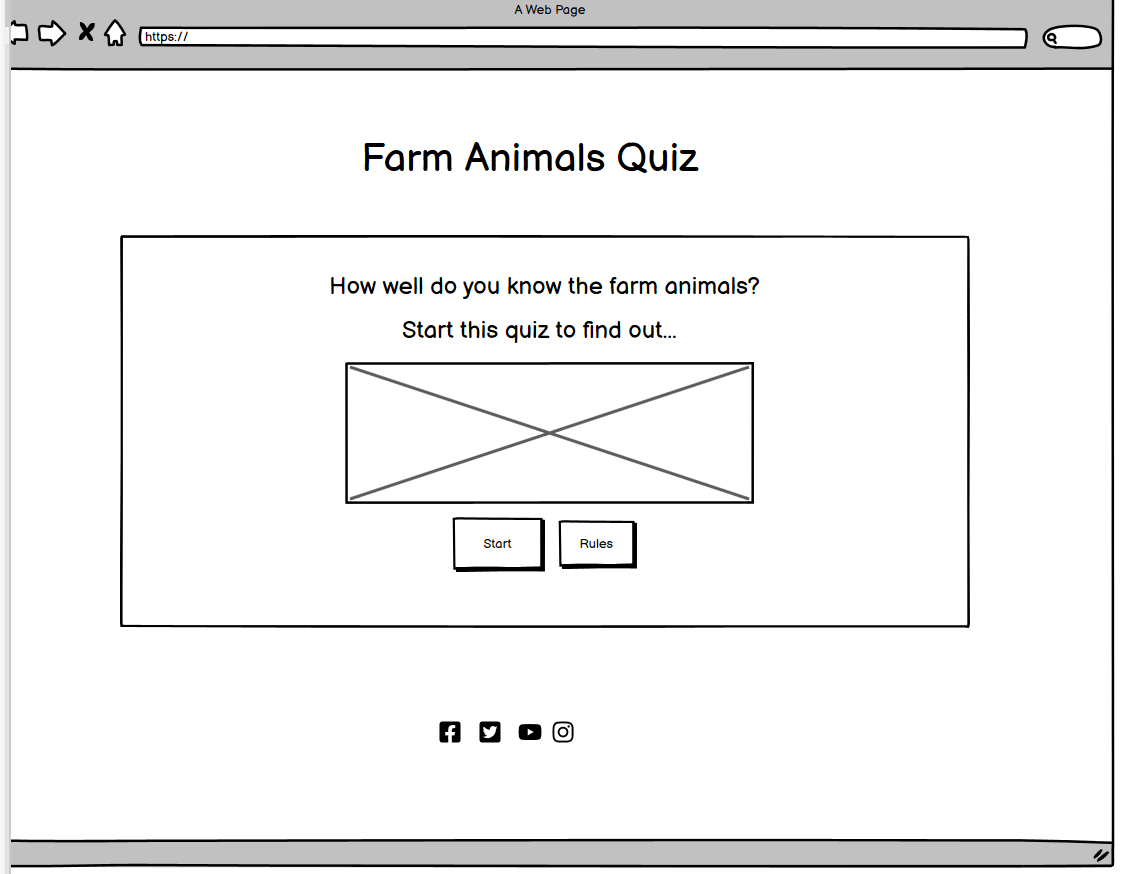 A Web Page
https://
Farm Animals Quiz
How well do you know the farm animals?
Start this quiz to find out...
Start
Rules